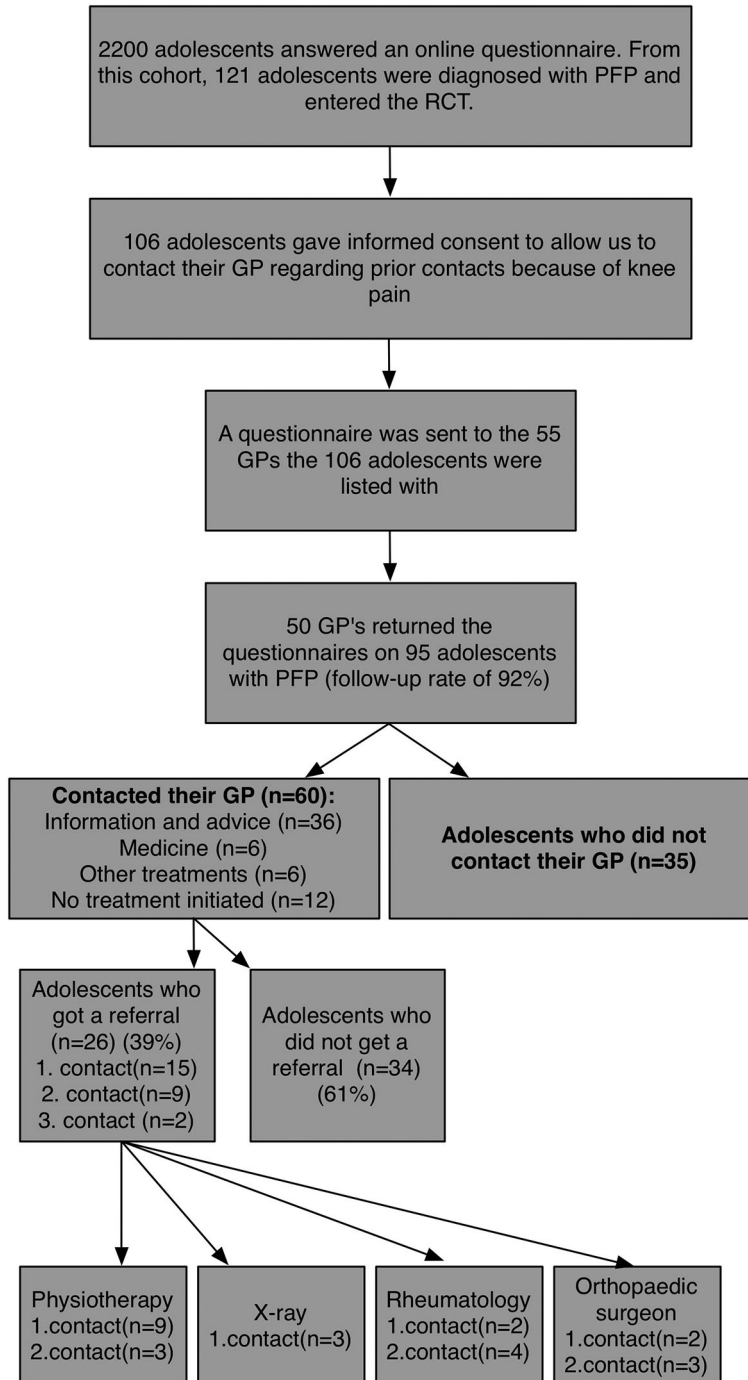 2200 adolescents answered an online questionnaire. From
this cohort, 121 adolescents were diagnosed with PFP and
entered the RCT.
106 adolescents gave informed consent to allow us to
contact their GP regarding prior contacts because of knee
pain
A questionnaire was sent to the 55
GPs the 106 adolescents were
listed with
50 GP's returned the
questionnaires on 95 adolescents
with PFP (follow-up rate of 92%)
Contacted their GP (n=60):
Information and advice (n=36)
Medicine (n=6)
Other treatments (n=6)
No treatment initiated (n=12)
Adolescents who did not
contact their GP (n=35)
Adolescents who
got a referral
(n=26) (39%)
1. contact(n=15)
2. contact(n=9)
3. contact (n=2)
Adolescents who
did not get a
referral (n=34)
(61%)
Physiotherapy
1.contact(n=9)
2.contact(n=3)
X-ray
1.contact(n=3)
Rheumatology
1.contact(n=2)
2.contact(n=4)
Orthopaedic
surgeon
1.contact(n=2)
2.contact(n=3)